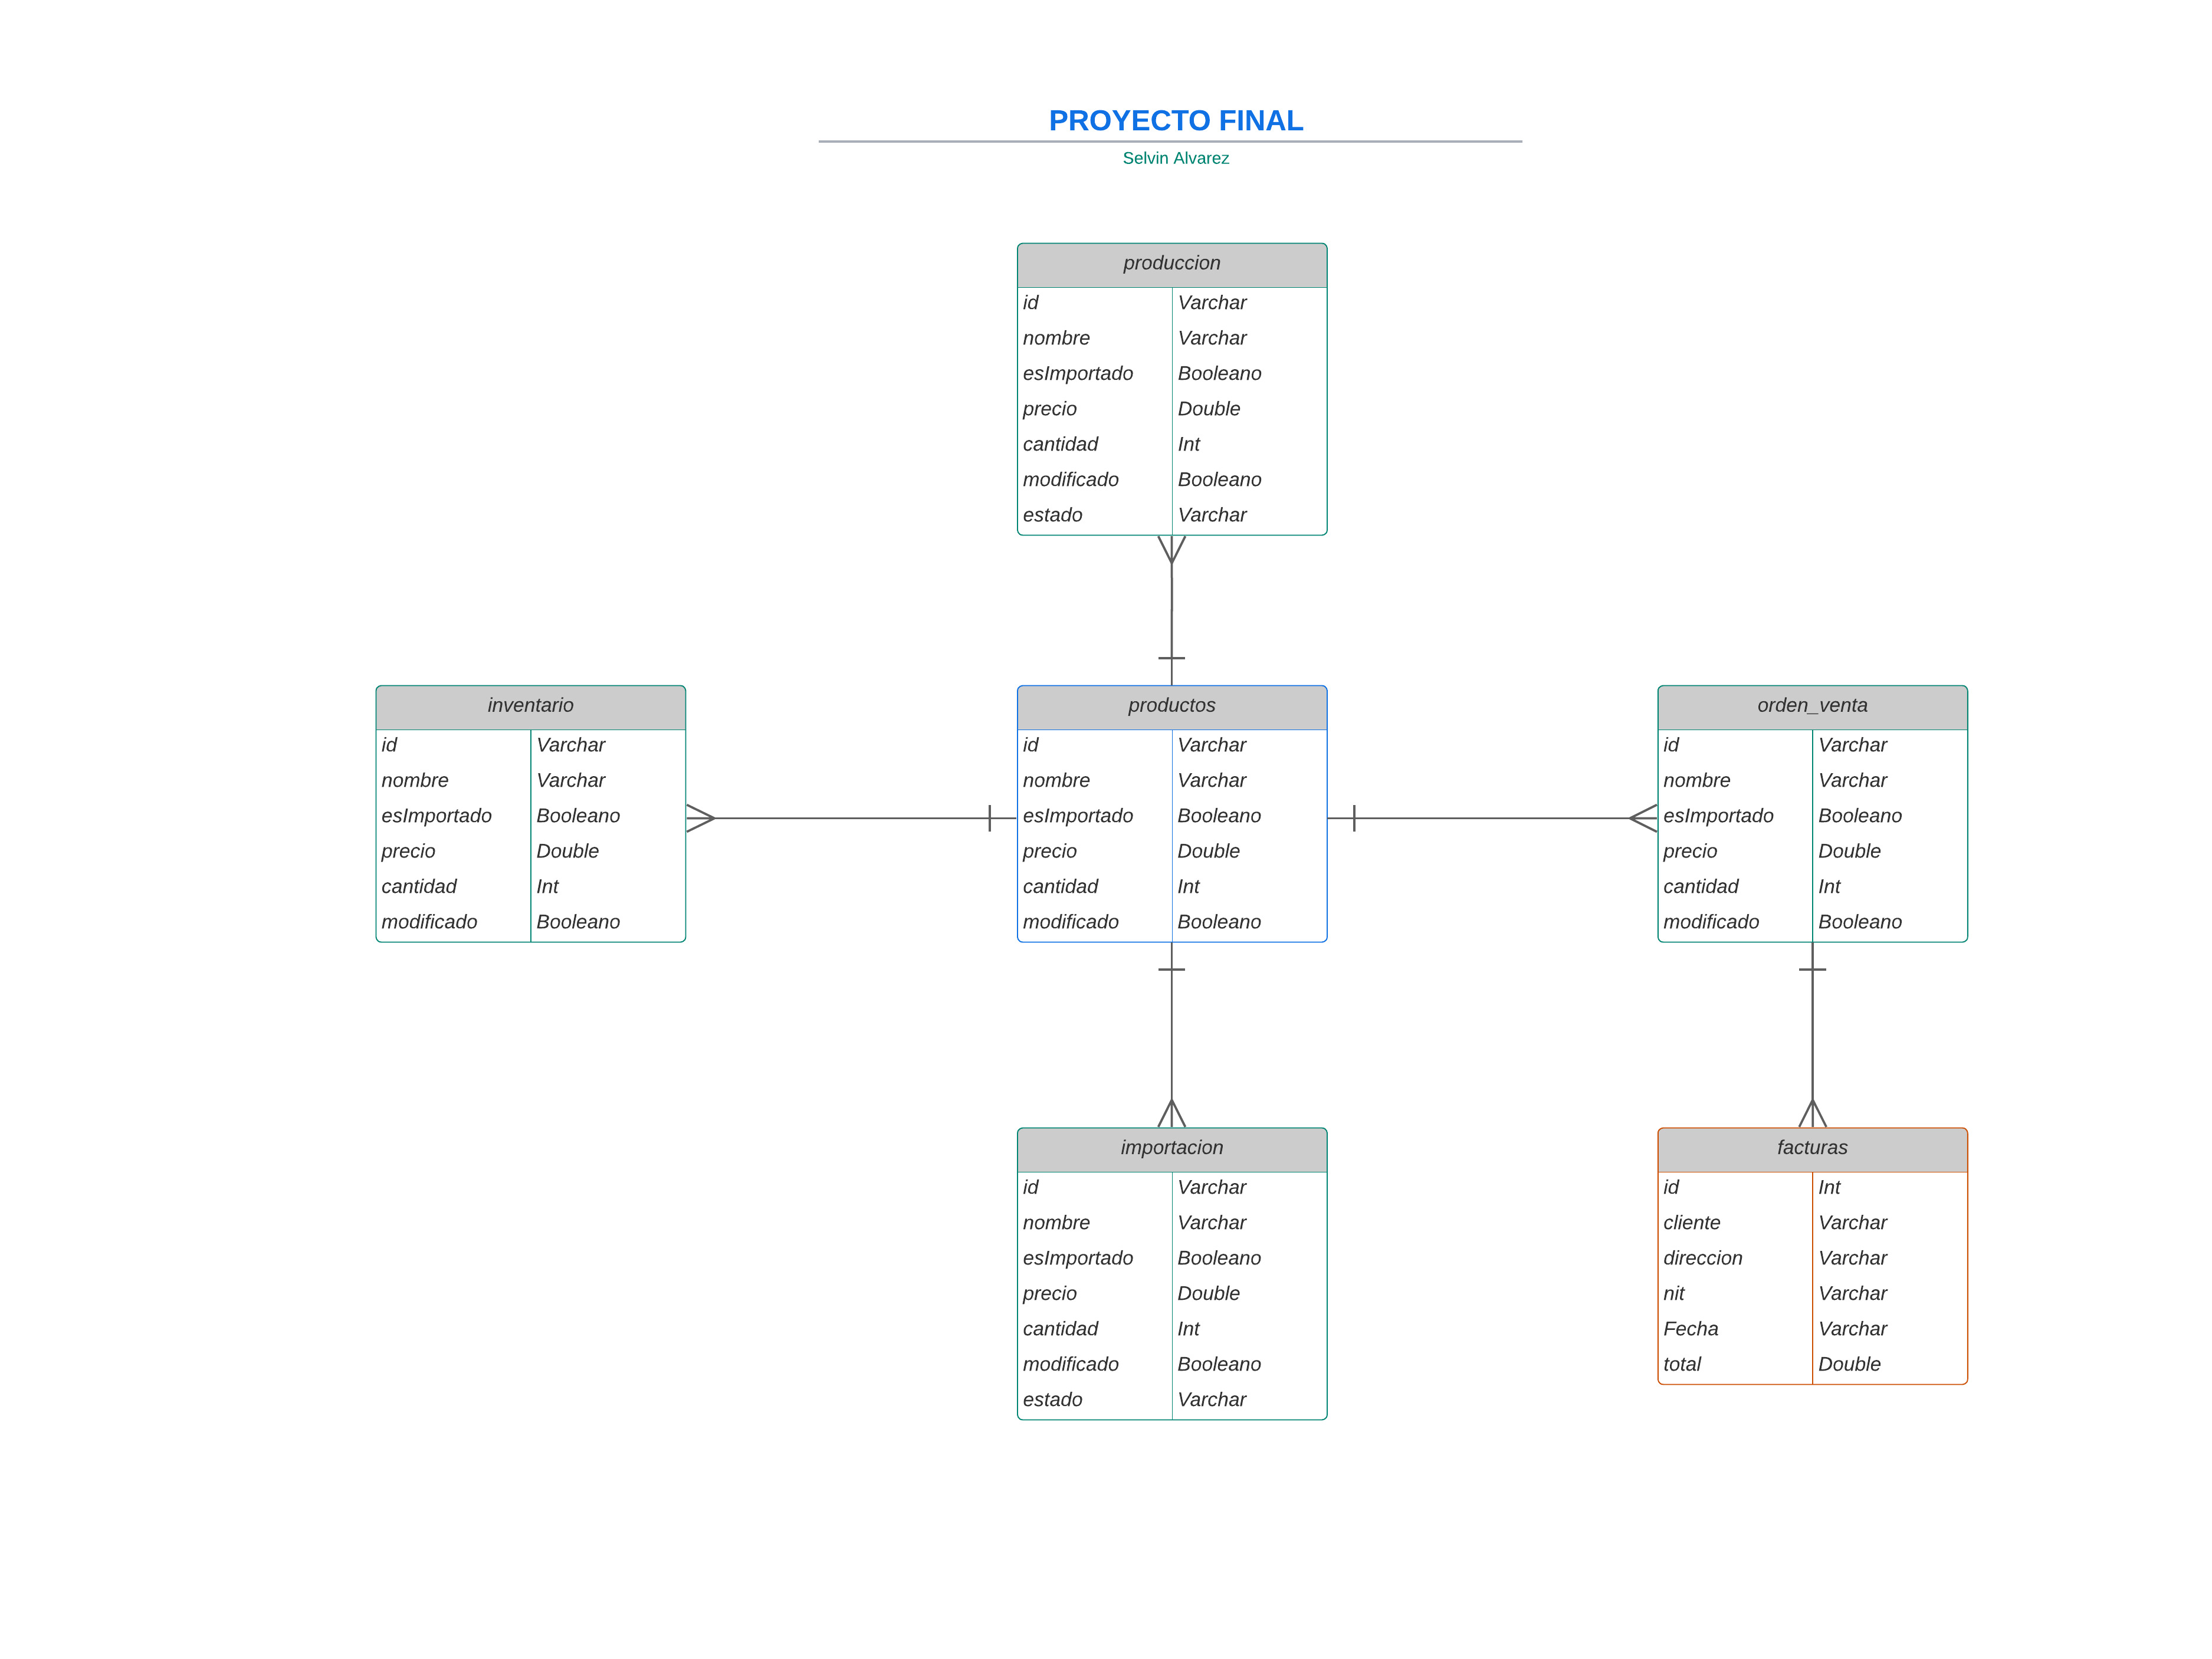 PROYECTO FINAL
Selvin Alvarez
produccion
id Varchar
nombre Varchar
esImportado Booleano
precio Double
cantidad Int
modificado Booleano
estado Varchar
inventario
id Varchar
nombre Varchar
esImportado Booleano
precio Double
cantidad Int
modificado Booleano
productos
id Varchar
nombre Varchar
esImportado Booleano
precio Double
cantidad Int
modificado Booleano
orden_venta
id Varchar
nombre Varchar
esImportado Booleano
precio Double
cantidad Int
modificado Booleano
importacion
id Varchar
nombre Varchar
esImportado Booleano
precio Double
cantidad Int
modificado Booleano
estado Varchar
facturas
id Int
cliente Varchar
direccion Varchar
nit Varchar
Fecha Varchar
total Double